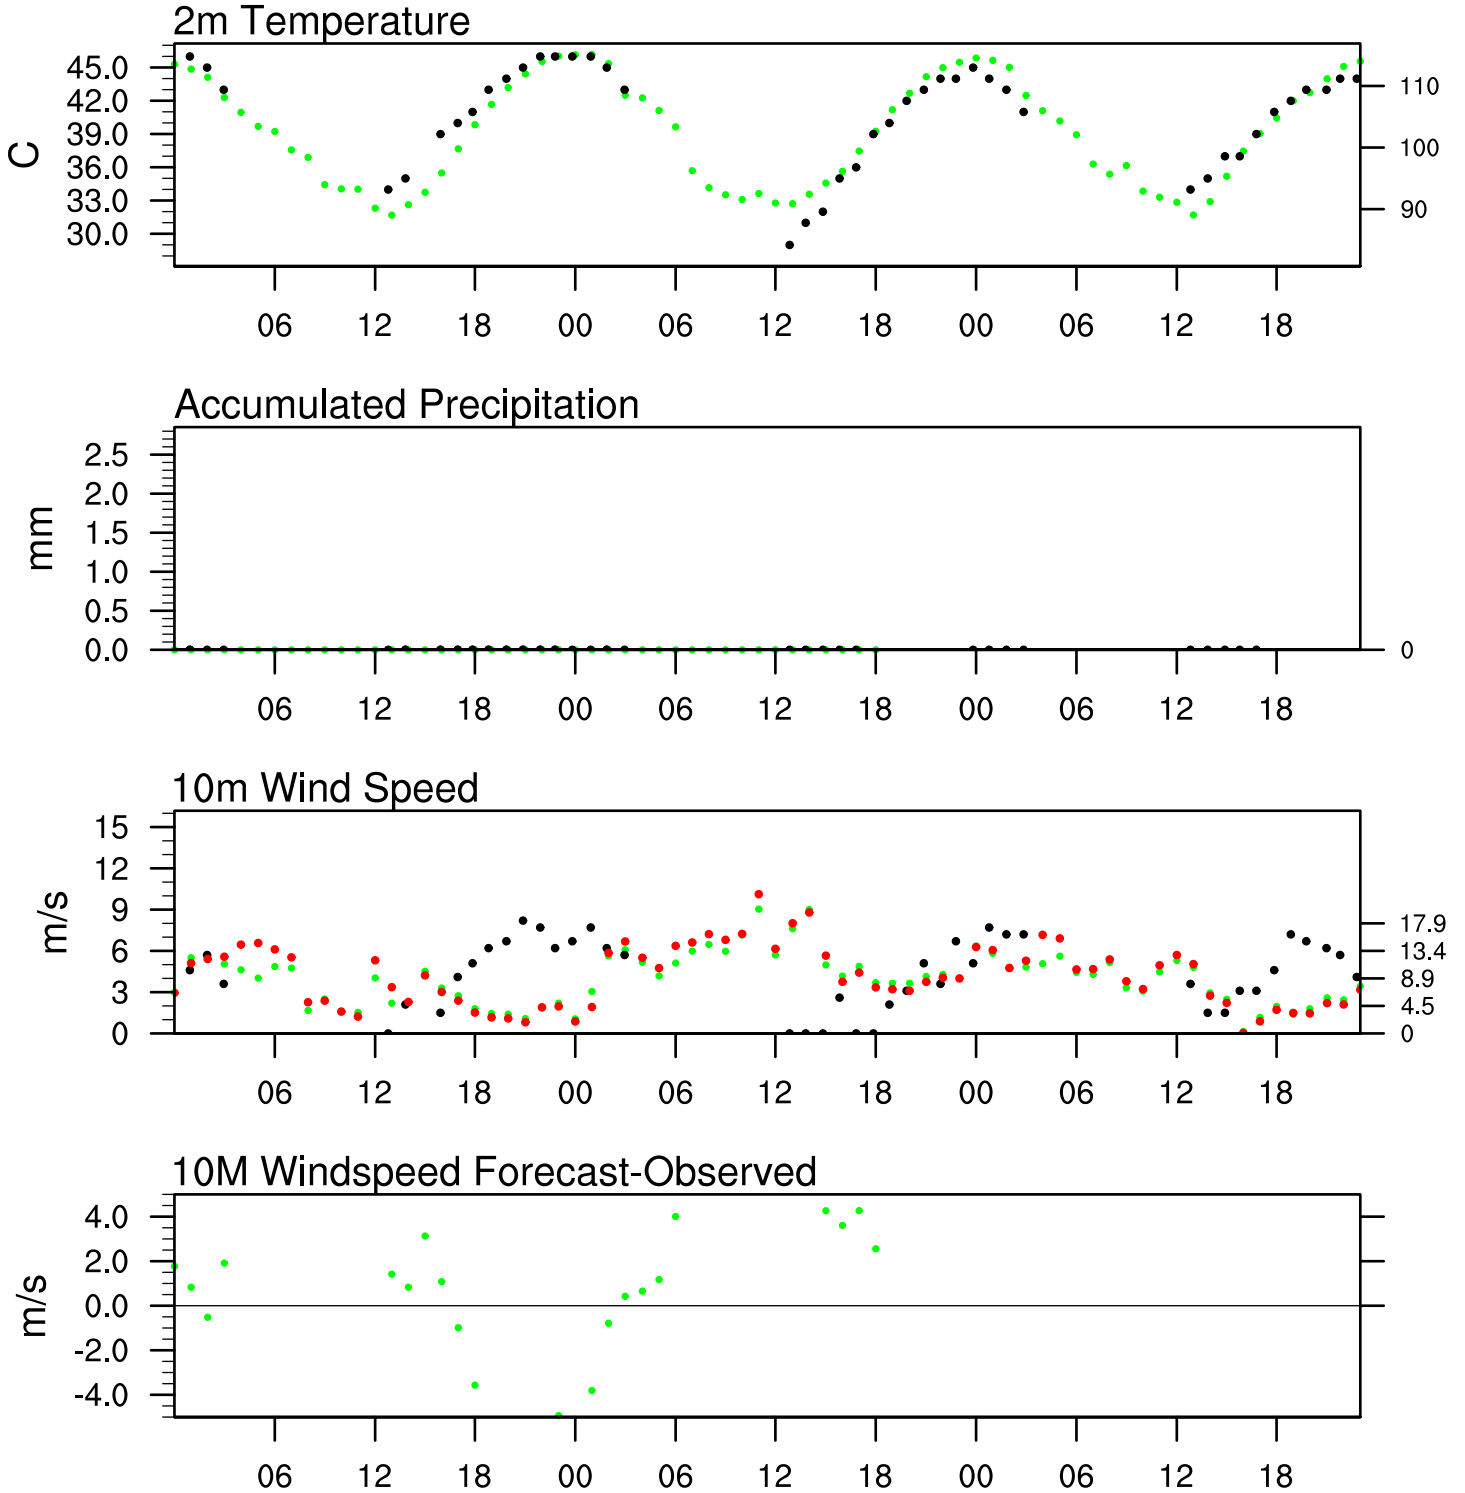 2m Temperature
C
45.0
42.0
39.0
36.0
33.0
30.0
110
100
90
06 12 18 00 06 12 18 00 06 12 18
Accumulated Precipitation
mm
2.5
2.0
1.5
1.0
0.5
0.0
0
06 12 18 00 06 12 18 00 06 12 18
10m Wind Speed
m/s
15
12
9
6
3
0
17.9
13.4
8.9
4.5
0
06 12 18 00 06 12 18 00 06 12 18
10M Windspeed Forecast-Observed
m/s
4.0
2.0
0.0
-2.0
-4.0
06 12 18 00 06 12 18 00 06 12 18